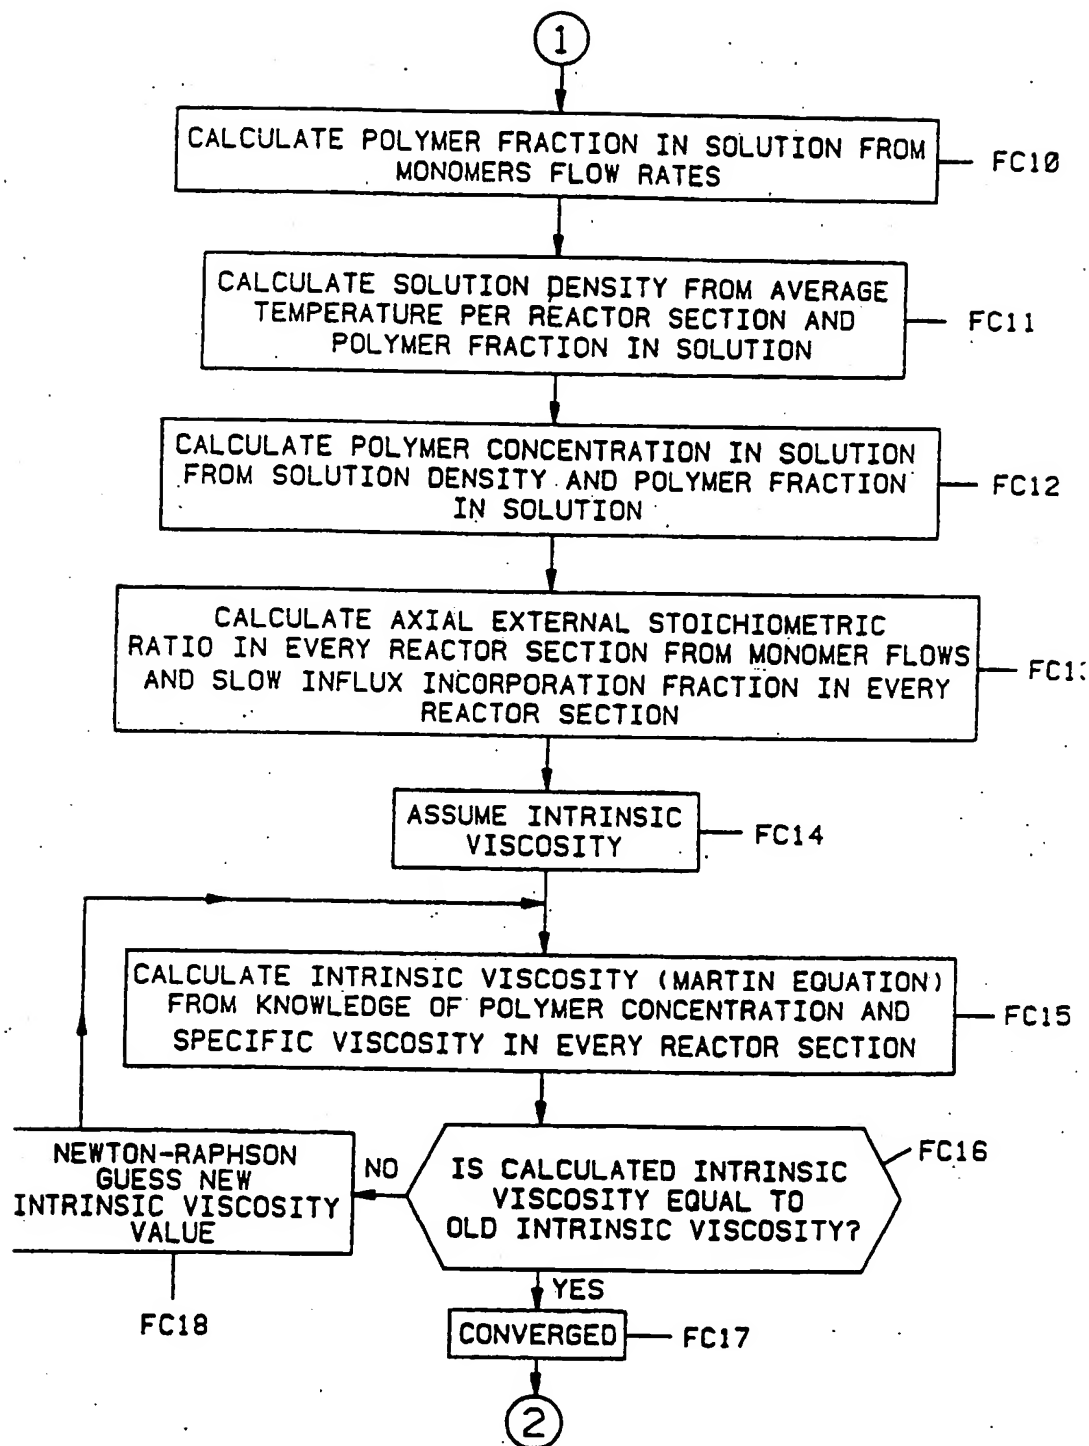 1
CALCULATE POLYMER FRACTION IN SOLUTION FROM
MONOMERS FLOW RATES
FC10
CALCULATE SOLUTION DENSITY FROM AVERAGE
TEMPERATURE PER REACTOR SECTION AND
POLYMER FRACTION IN SOLUTION
FC11
CALCULATE POLYMER CONCENTRATION IN SOLUTION
FROM SOLUTION DENSITY AND POLYMER FRACTION
IN SOLUTION
FC12
CALCULATE AXIAL EXTERNAL STOICHIOMETRIC
RATIO IN EVERY REACTOR SECTION FROM MONOMER FLOWS
AND SLOW INFLUX INCORPORATION FRACTION IN EVERY
REACTOR SECTION
ASSUME INTRINSIC
VISCOSITY
FC14
CALCULATE INTRINSIC VISCOSITY (MARTIN EQUATION)
FROM KNOWLEDGE OF POLYMER CONCENTRATION AND
SPECIFIC VISCOSITY IN EVERY REACTOR SECTION
FC15
IS CALCULATED INTRINSIC
VISCOSITY EQUAL TO
OLD INTRINSIC VISCOSITY?
FC16
NO
NEWTON-RAPHSON
GUESS NEW
INTRINSIC VISCOSITY
VALUE
FC18
YES
CONVERGED
FC17
2